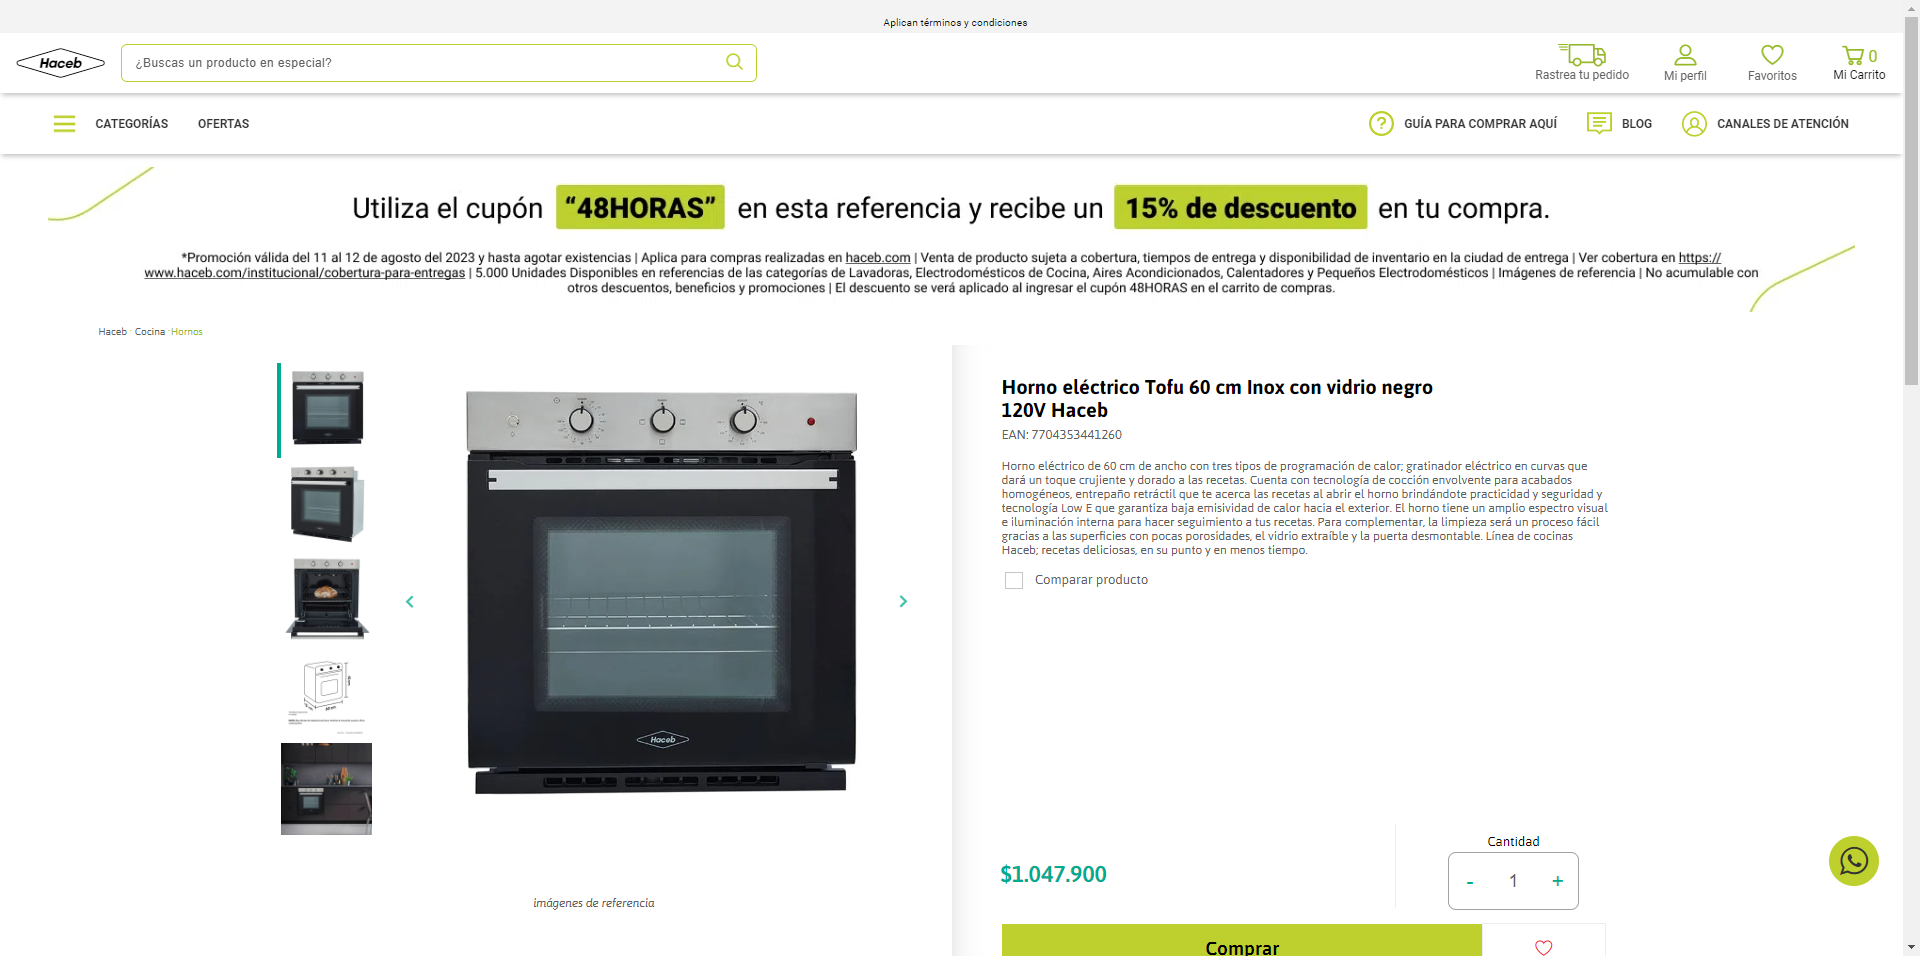 Aplican términos y condiciones
Haceb
¿Buscas un producto en especial?
Rastrea tu pedido
Mi perfil
Favoritos
0
Mi Carrito
CATEGORÍAS
OFERTAS
GUÍA PARA COMPRAR AQUÍ
BLOG
CANALES DE ATENCIÓN
Utiliza el cupón “48HORAS” en esta referencia y recibe un 15% de descuento en tu compra.
*Promoción válida del 11 al 12 de agosto del 2023 y hasta agotar existencias | Aplica para compras realizadas en haceb.com | Venta de producto sujeta a cobertura, tiempos de entrega y disponibilidad de inventario en la ciudad de entrega | Ver cobertura en https://
www.haceb.com/institucional/cobertura-para-entregas | 5.000 Unidades Disponibles en referencias de las categorías de Lavadoras, Electrodomésticos de Cocina, Aires Acondicionados, Calentadores y Pequeños Electrodomésticos | Imágenes de referencia | No acumulable con
otros descuentos, beneficios y promociones | El descuento se verá aplicado al ingresar el cupón 48HORAS en el carrito de compras.
Haceb · Cocina · Hornos
Haceb
imágenes de referencia
Horno eléctrico Tofu 60 cm Inox con vidrio negro
120V Haceb
EAN: 7704353441260
Horno eléctrico de 60 cm de ancho con tres tipos de programación de calor; gratinador eléctrico en curvas que
dará un toque crujiente y dorado a las recetas. Cuenta con tecnología de cocción envolvente para acabados
homogéneos, entrepaño retráctil que te acerca las recetas al abrir el horno brindándote practicidad y seguridad y
tecnología Low E que garantiza baja emisividad de calor hacia el exterior. El horno tiene un amplio espectro visual
e iluminación interna para hacer seguimiento a tus recetas. Para complementar, la limpieza será un proceso fácil
gracias a las superficies con pocas porosidades, el vidrio extraíble y la puerta desmontable. Línea de cocinas
Haceb; recetas deliciosas, en su punto y en menos tiempo.
Comparar producto
$1.047.900
Cantidad
- 1 +
Comprar